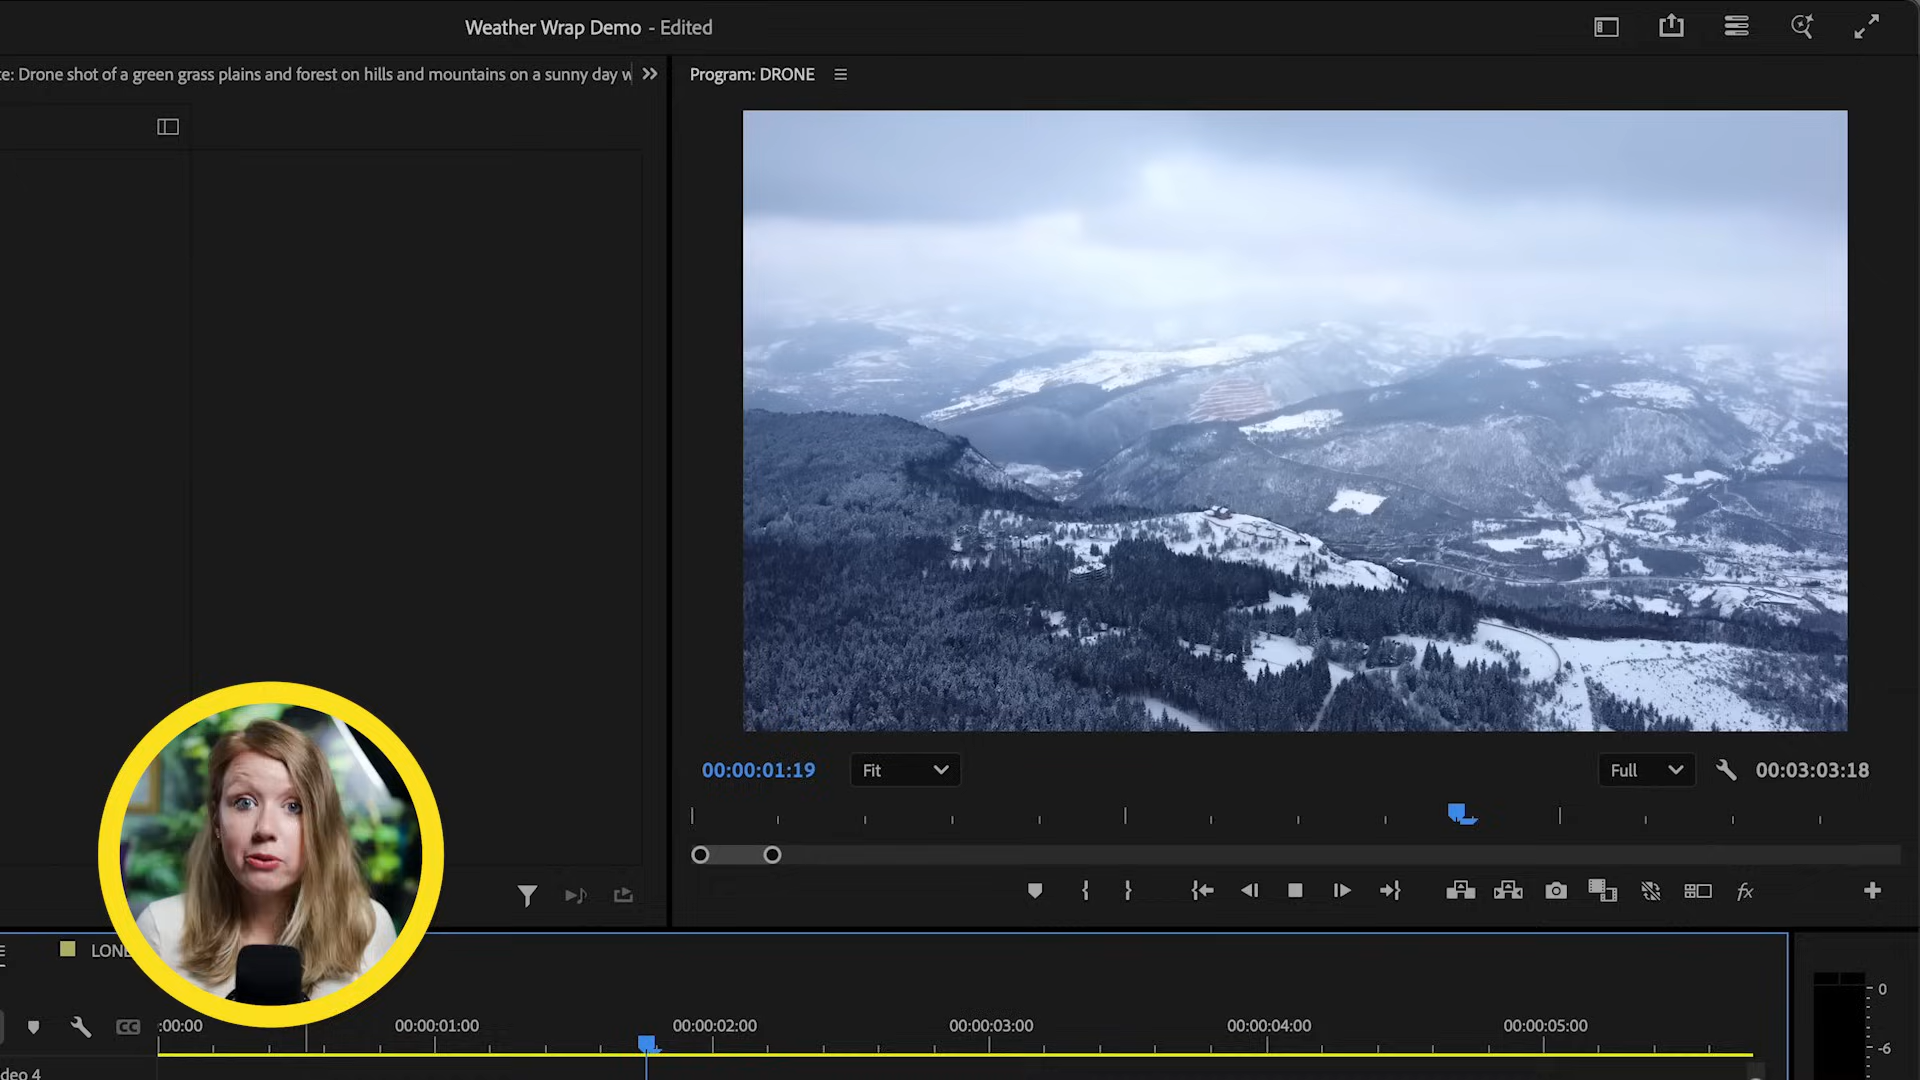 Weather Wrap Demo - Edited
e: Drone shot of a green grass plains and forest on hills and mountains on a sunny day w
Program: DRONE
00:00:01:19
Fit
Full
00:03:03:18
fx
LON
CC
:00:00
00:00:01:00
00:00:02:00
00:00:03:00
00:00:04:00
00:00:05:00
0
-6
deo 4